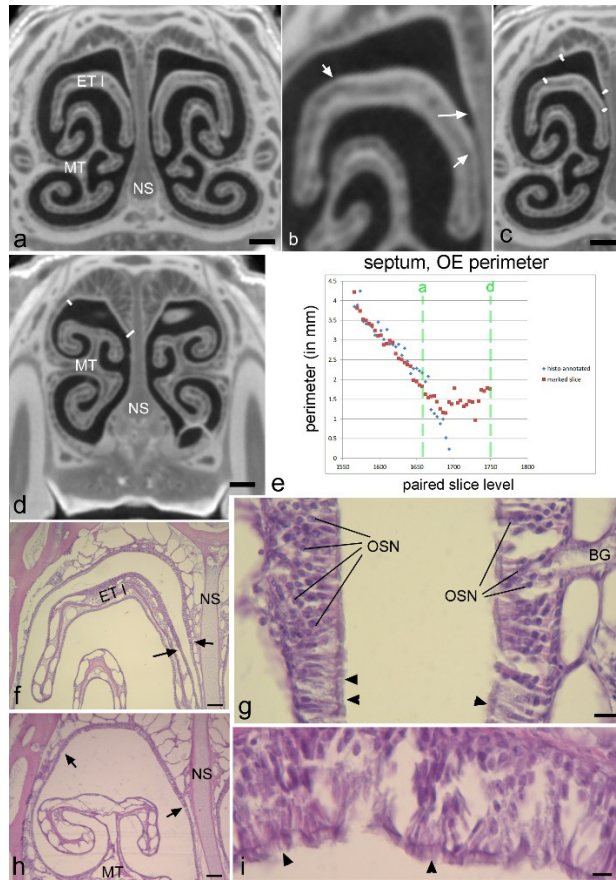 ET I
MT
NS
a
b
c
MT
NS
d
septum, OE perimeter
a
d
4.5
4
3.5
3
2.5
2
1.5
1
0.5
0
perimeter (in mm)
1550
1600
1650
1700
1750
1800
paired slice level
histo-annotated
marked slice
e
ET I
NS
f
OSN
OSN
BG
g
NS
MT
h
i